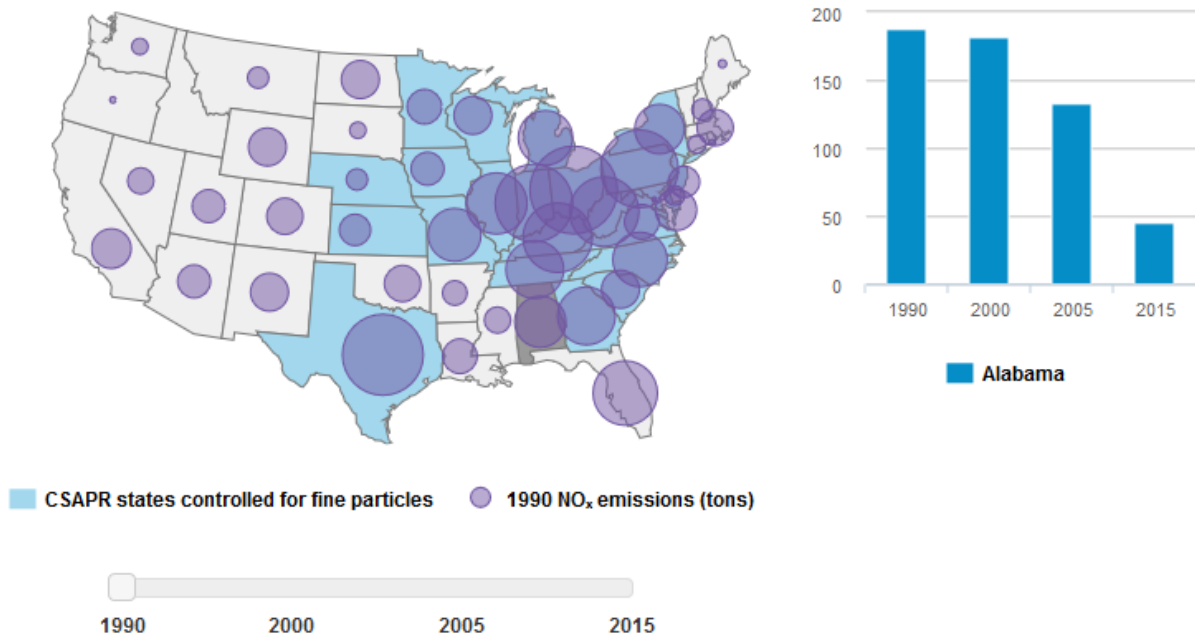 200
150
100
50
0
1990 2000 2005 2015
Alabama
CSAPR states controlled for fine particles 1990 NOₓ emissions (tons)
1990 2000 2005 2015